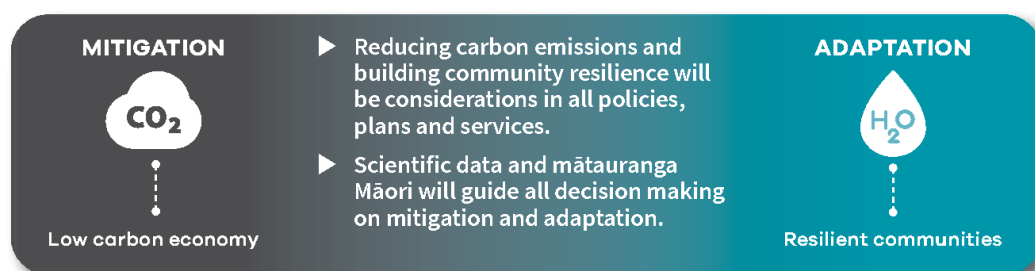 MITIGATION
CO₂
Low carbon economy
▶ Reducing carbon emissions and
building community resilience will
be considerations in all policies,
plans and services.
▶ Scientific data and mātauranga
Māori will guide all decision making
on mitigation and adaptation.
ADAPTATION
H₂O
Resilient communities